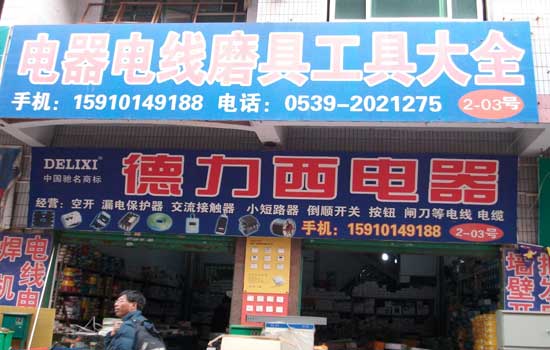 电器电线磨具工具大全
手机：15910149188 电话：0539-2021275 2-03号
DELIXI
中国驰名商标
德力西电器
经营：空开 漏电保护器 交流接触器 小短路器 倒顺开关 按钮 闸刀等电线 电缆
手机：15910149188 2-03号
电线
焊机
墙壁